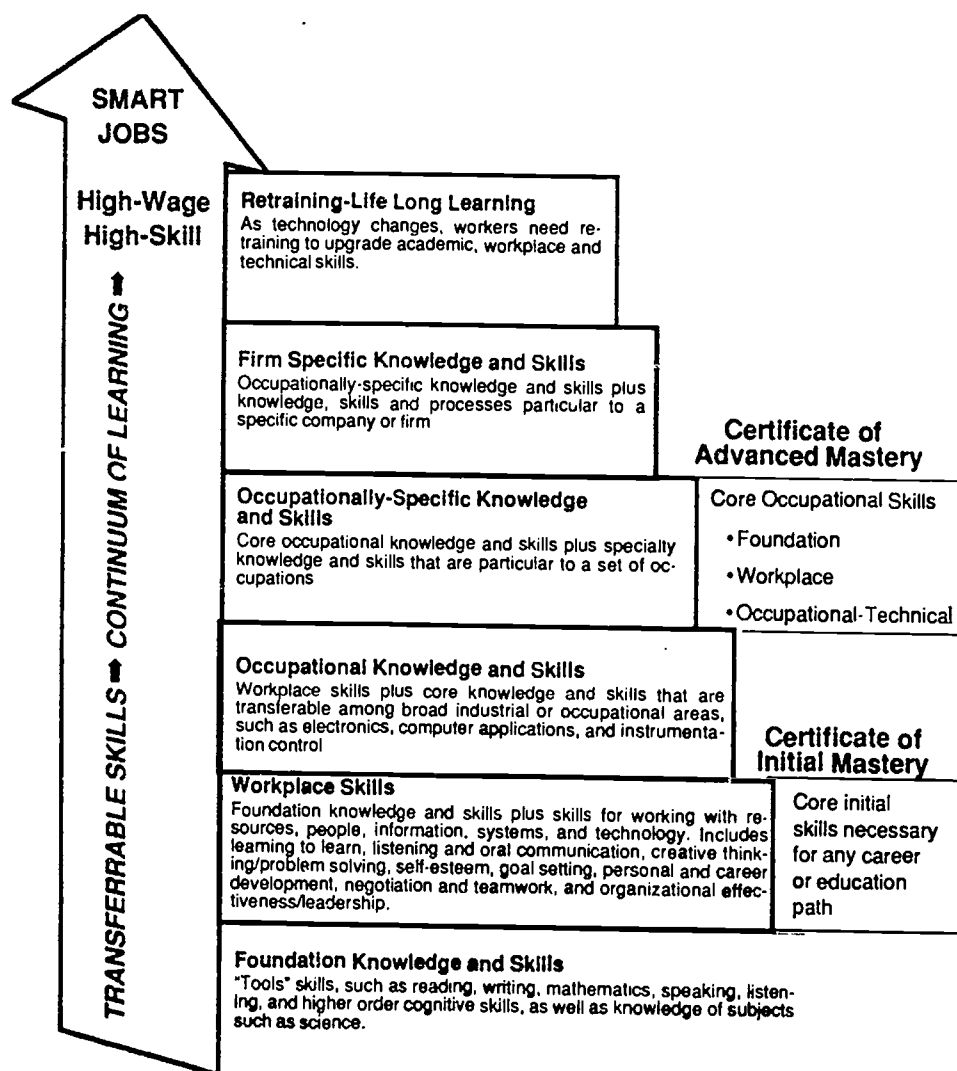 SMART
JOBS
High-Wage
High-Skill
TRANSFERRABLE SKILLS ➡ CONTINUUM OF LEARNING ➡
Retraining-Life Long Learning
As technology changes, workers need re-
training to upgrade academic, workplace and
technical skills.
Firm Specific Knowledge and Skills
Occupationally-specific knowledge and skills plus
knowledge, skills and processes particular to a
specific company or firm
Certificate of
Advanced Mastery
Occupationally-Specific Knowledge
and Skills
Core occupational knowledge and skills plus specialty
knowledge and skills that are particular to a set of oc-
cupations
Core Occupational Skills
• Foundation
• Workplace
• Occupational-Technical
Occupational Knowledge and Skills
Workplace skills plus core knowledge and skills that are
transferable among broad industrial or occupational areas,
such as electronics, computer applications, and instrumenta-
tion control
Certificate of
Initial Mastery
Workplace Skills
Foundation knowledge and skills plus skills for working with re-
sources, people, information, systems, and technology. Includes
learning to learn, listening and oral communication, creative think-
ing/problem solving, self-esteem, goal setting, personal and career
development, negotiation and teamwork, and organizational effec-
tiveness/leadership.
Core initial
skills necessary
for any career
or education
path
Foundation Knowledge and Skills
"Tools" skills, such as reading, writing, mathematics, speaking, listen-
ing, and higher order cognitive skills, as well as knowledge of subjects
such as science.